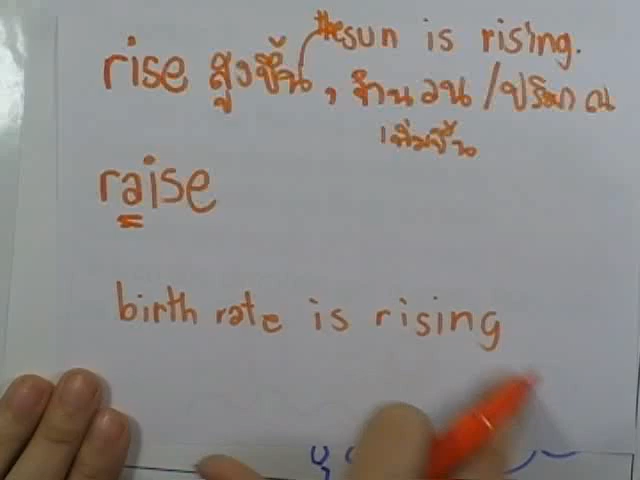 the sun is rising.
rise สูงขึ้น, จำนวน/ปริมาณ
เพิ่มขึ้น
raise
birth rate is rising